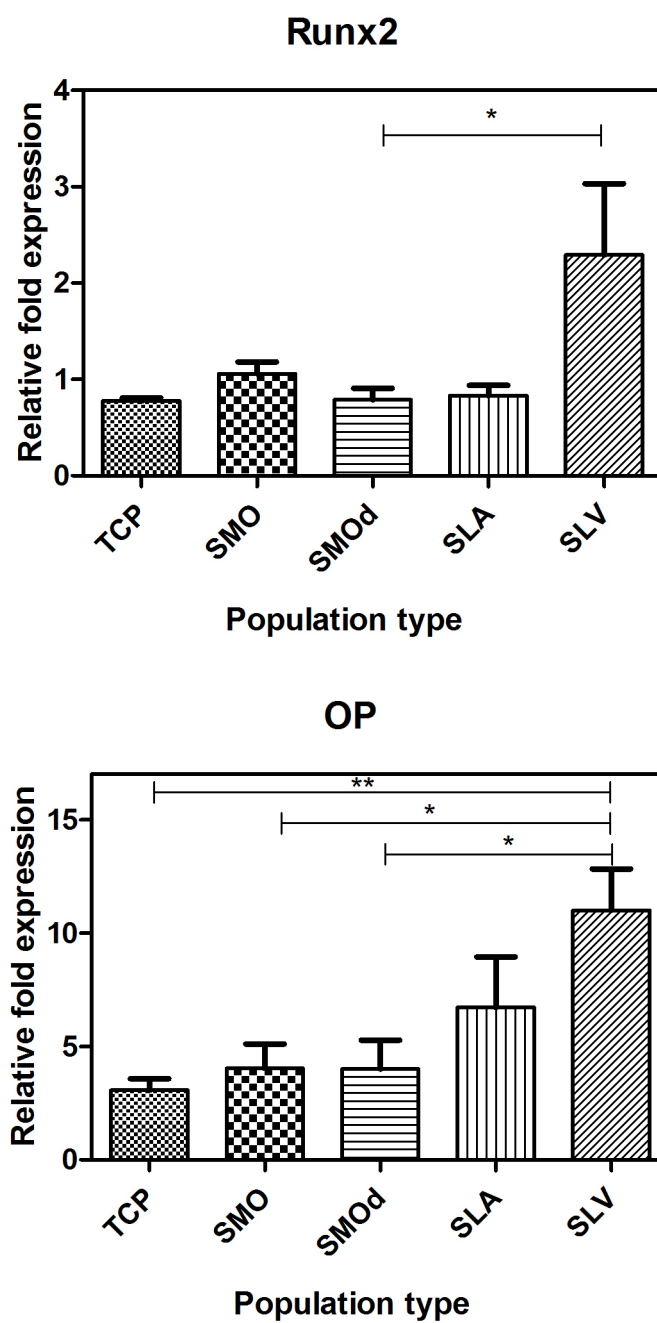 Runx2
Relative fold expression
4
3
2
1
0
*
TCP
SMO
SMOd
SLA
SLV
Population type
OP
Relative fold expression
15
10
5
0
**
*
*
TCP
SMO
SMOd
SLA
SLV
Population type